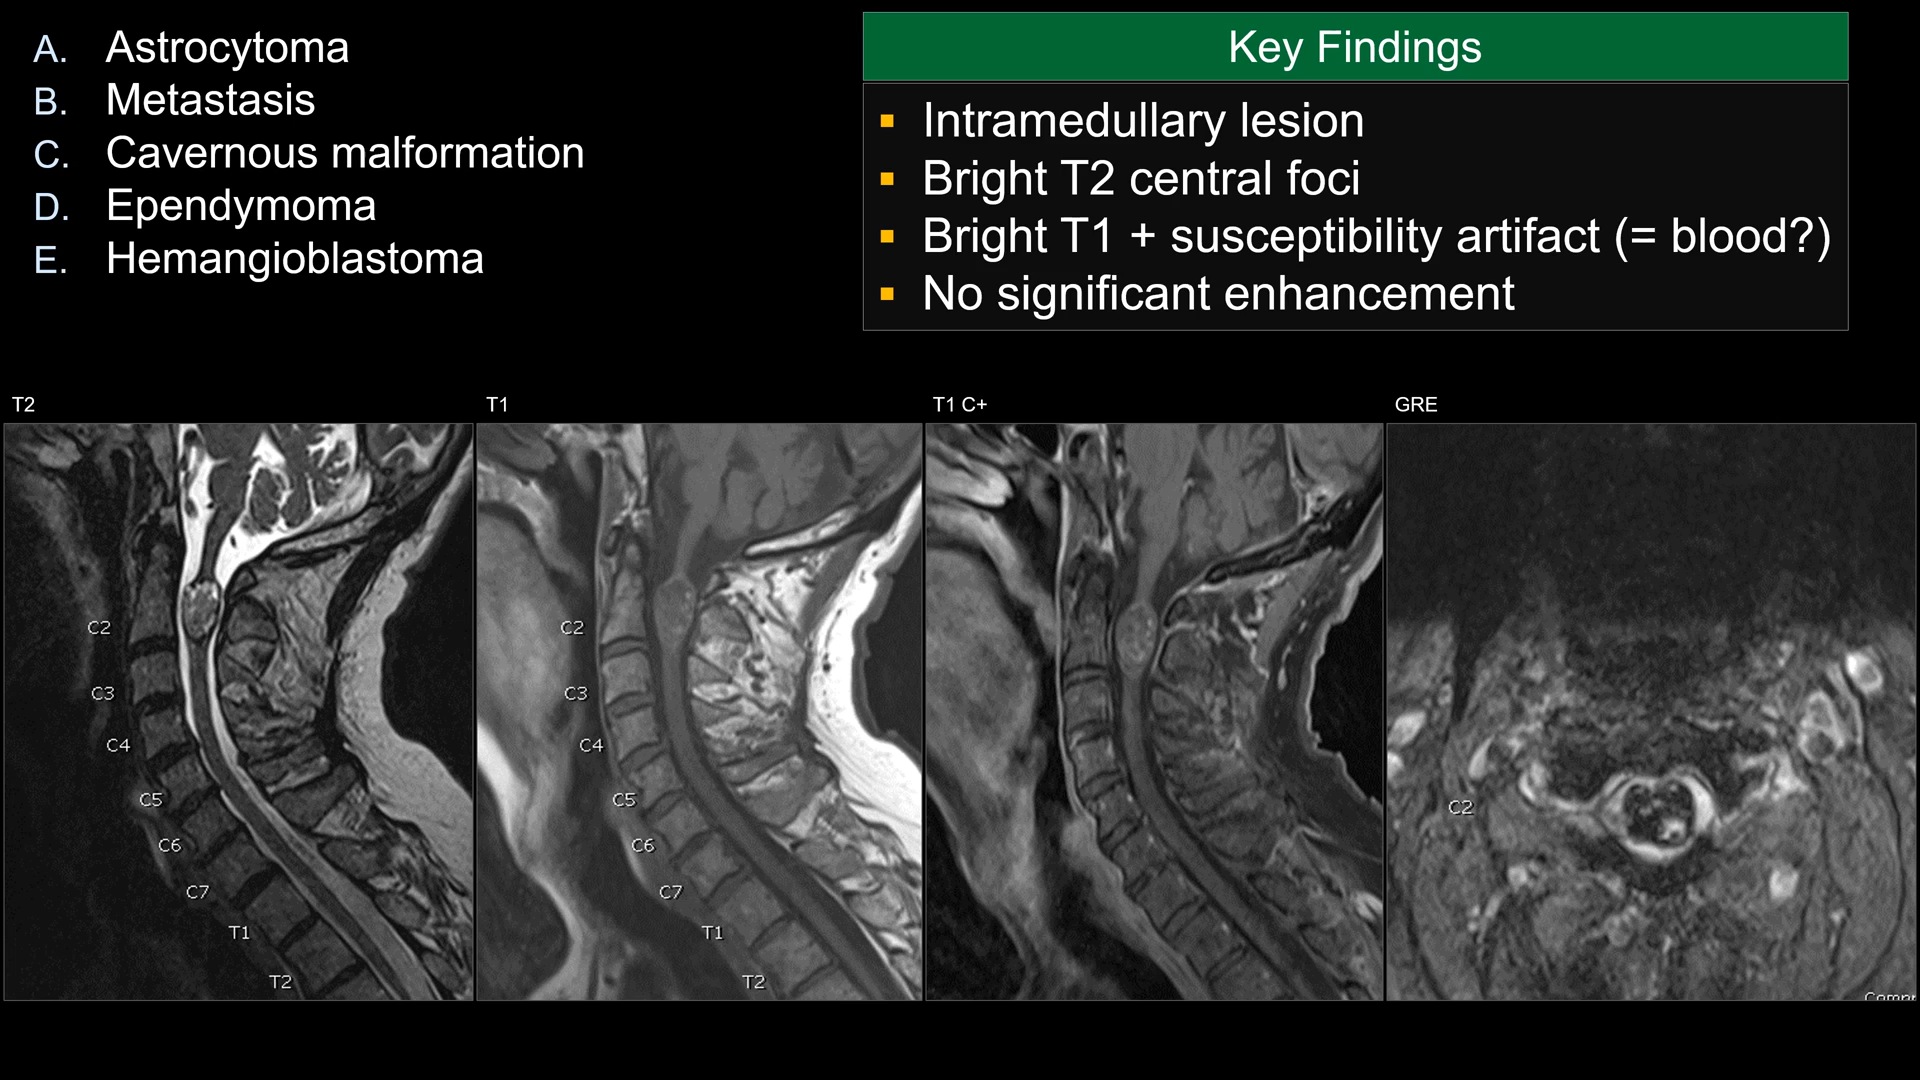 A. Astrocytoma
B. Metastasis
C. Cavernous malformation
D. Ependymoma
E. Hemangioblastoma
Key Findings
Intramedullary lesion
Bright T2 central foci
Bright T1 + susceptibility artifact (= blood?)
No significant enhancement
T2
T1
T1 C+
GRE
C2
C3
C4
C5
C6
C7
T1
T2
C2
C3
C4
C5
C6
C7
T1
T2
C2